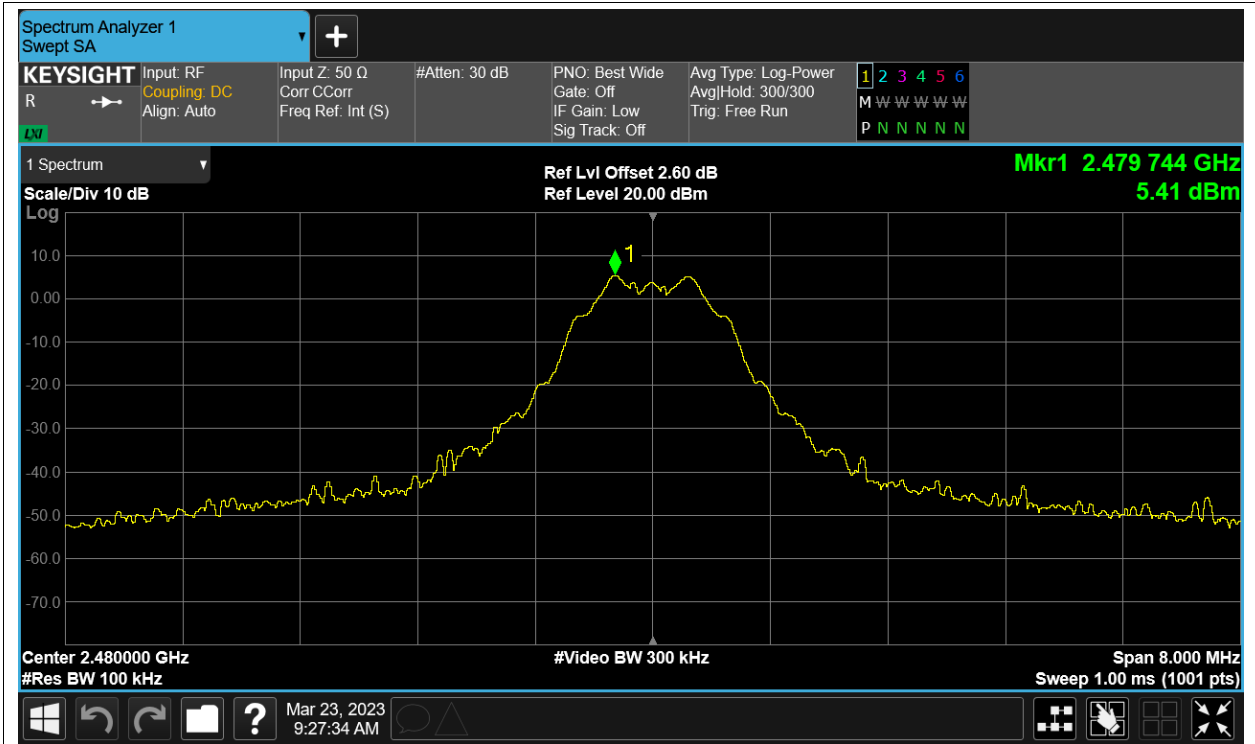 Spectrum Analyzer 1
Swept SA
KEYSIGHT
R
LXI
Input: RF
Coupling: DC
Align: Auto
Input Z: 50 Ω
Corr CCorr
Freq Ref: Int (S)
#Atten: 30 dB
PNO: Best Wide
Gate: Off
IF Gain: Low
Sig Track: Off
Avg Type: Log-Power
Avg|Hold: 300/300
Trig: Free Run
1 2 3 4 5 6
M W W W W W
P N N N N N
1 Spectrum
Scale/Div 10 dB
Log
Ref Lvl Offset 2.60 dB
Ref Level 20.00 dBm
Mkr1 2.479 744 GHz
5.41 dBm
1
10.0
0.00
-10.0
-20.0
-30.0
-40.0
-50.0
-60.0
-70.0
Center 2.480000 GHz
#Res BW 100 kHz
#Video BW 300 kHz
Span 8.000 MHz
Sweep 1.00 ms (1001 pts)
?
Mar 23, 2023
9:27:34 AM